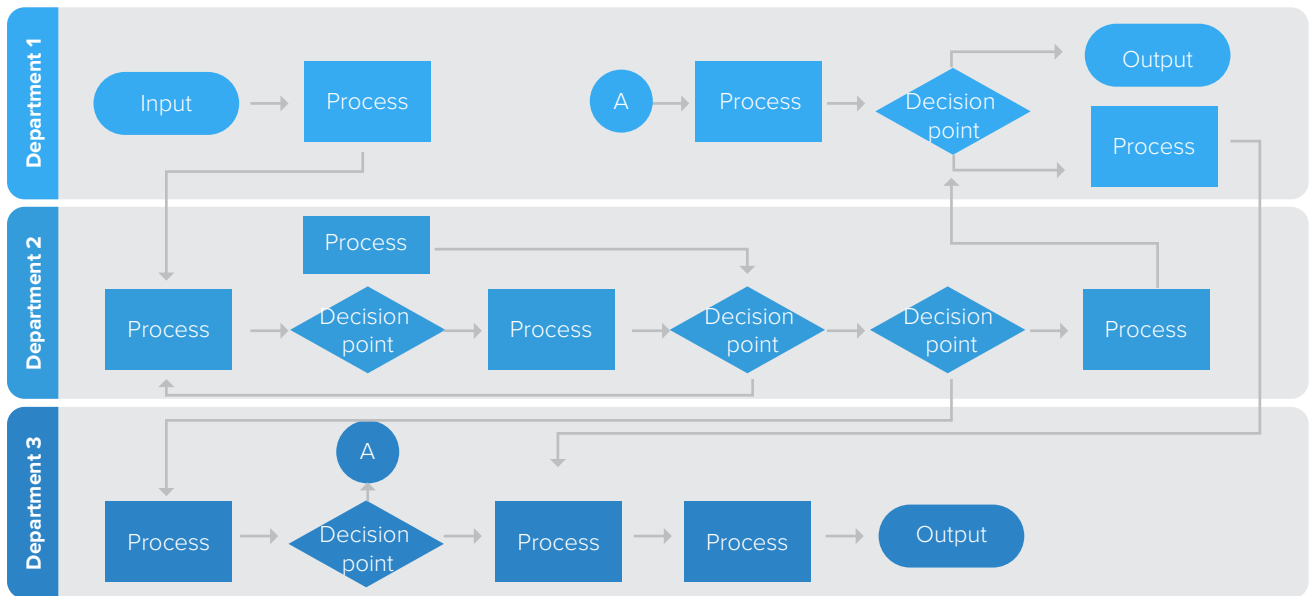 Department 1
Input
Process
A
Process
Decision
point
Output
Process
Department 2
Process
Process
Decision
point
Process
Decision
point
Decision
point
Process
Department 3
A
Process
Decision
point
Process
Process
Output